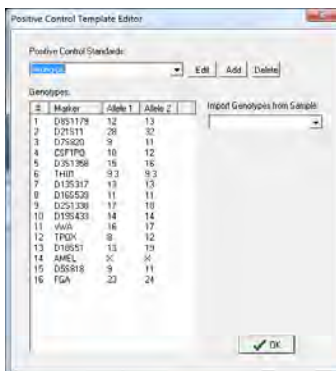 Positive Control Template Editor
Positive Control Standards:
Edit Add Delete
Genotypes:
Import Genotypes from Sample
# Marker Allele 1 Allele 2
1 D8S1179 12 13
2 D21S11 28 32
3 D7S820 9 11
4 CSF1PO 10 12
5 D3S1358 15 16
6 TH01 9.3 9.3
7 D13S317 13 13
8 D16S539 11 11
9 D2S1338 17 18
10 D19S433 14 14
11 vWA 16 17
12 TPOX 8 12
13 D18S51 13 19
14 AMEL X X
15 D5S818 9 11
16 FGA 23 24
OK